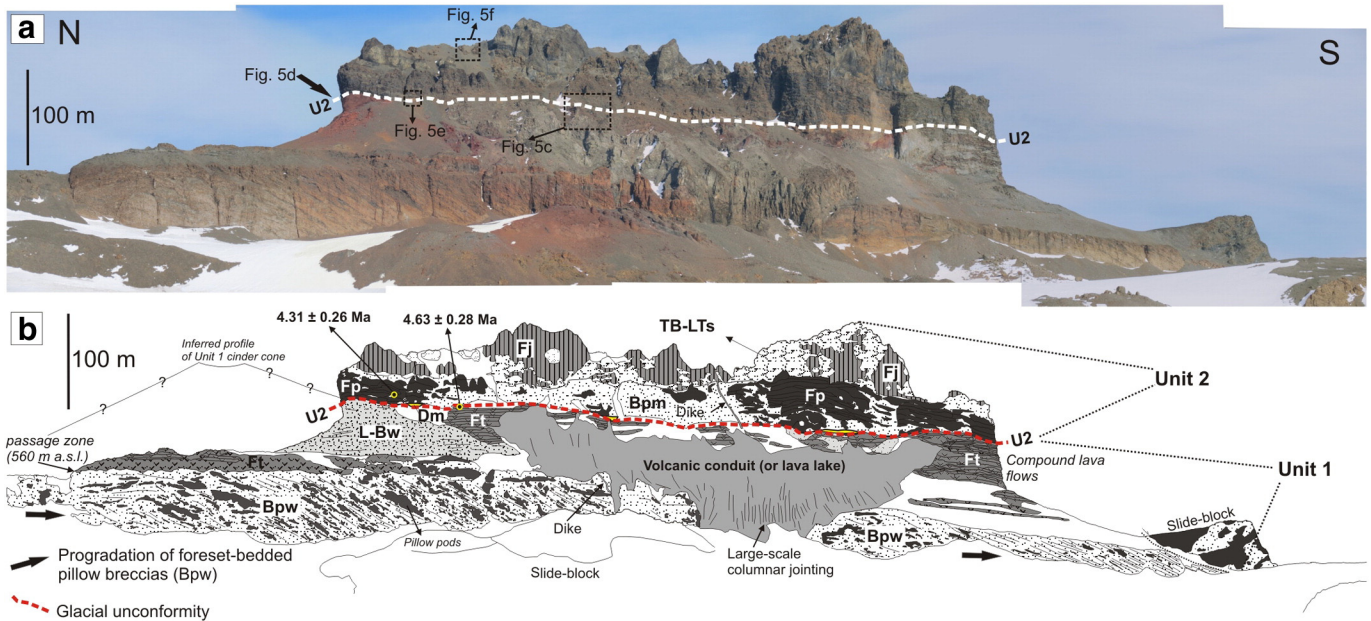 a
N
S
Fig. 5f
Fig. 5d
U2
100 m
Fig. 5e
Fig. 5c
U2
b
100 m
4.31 ± 0.26 Ma
4.63 ± 0.28 Ma
TB-LTs
Inferred profile
of Unit 1 cinder cone
?
?
?
?
?
Fj
Fj
Unit 2
Fp
Bpm
Dike
Fp
U2
Dm
Ft
L-Bw
U2
passage zone
(560 m a.s.l.)
Ft
Volcanic conduit (or lava lake)
Ft
Compound lava
flows
Unit 1
Bpw
Dike
Bpw
Slide-block
Pillow pods
Progradation of foreset-bedded
pillow breccias (Bpw)
Slide-block
Large-scale
columnar jointing
Glacial unconformity